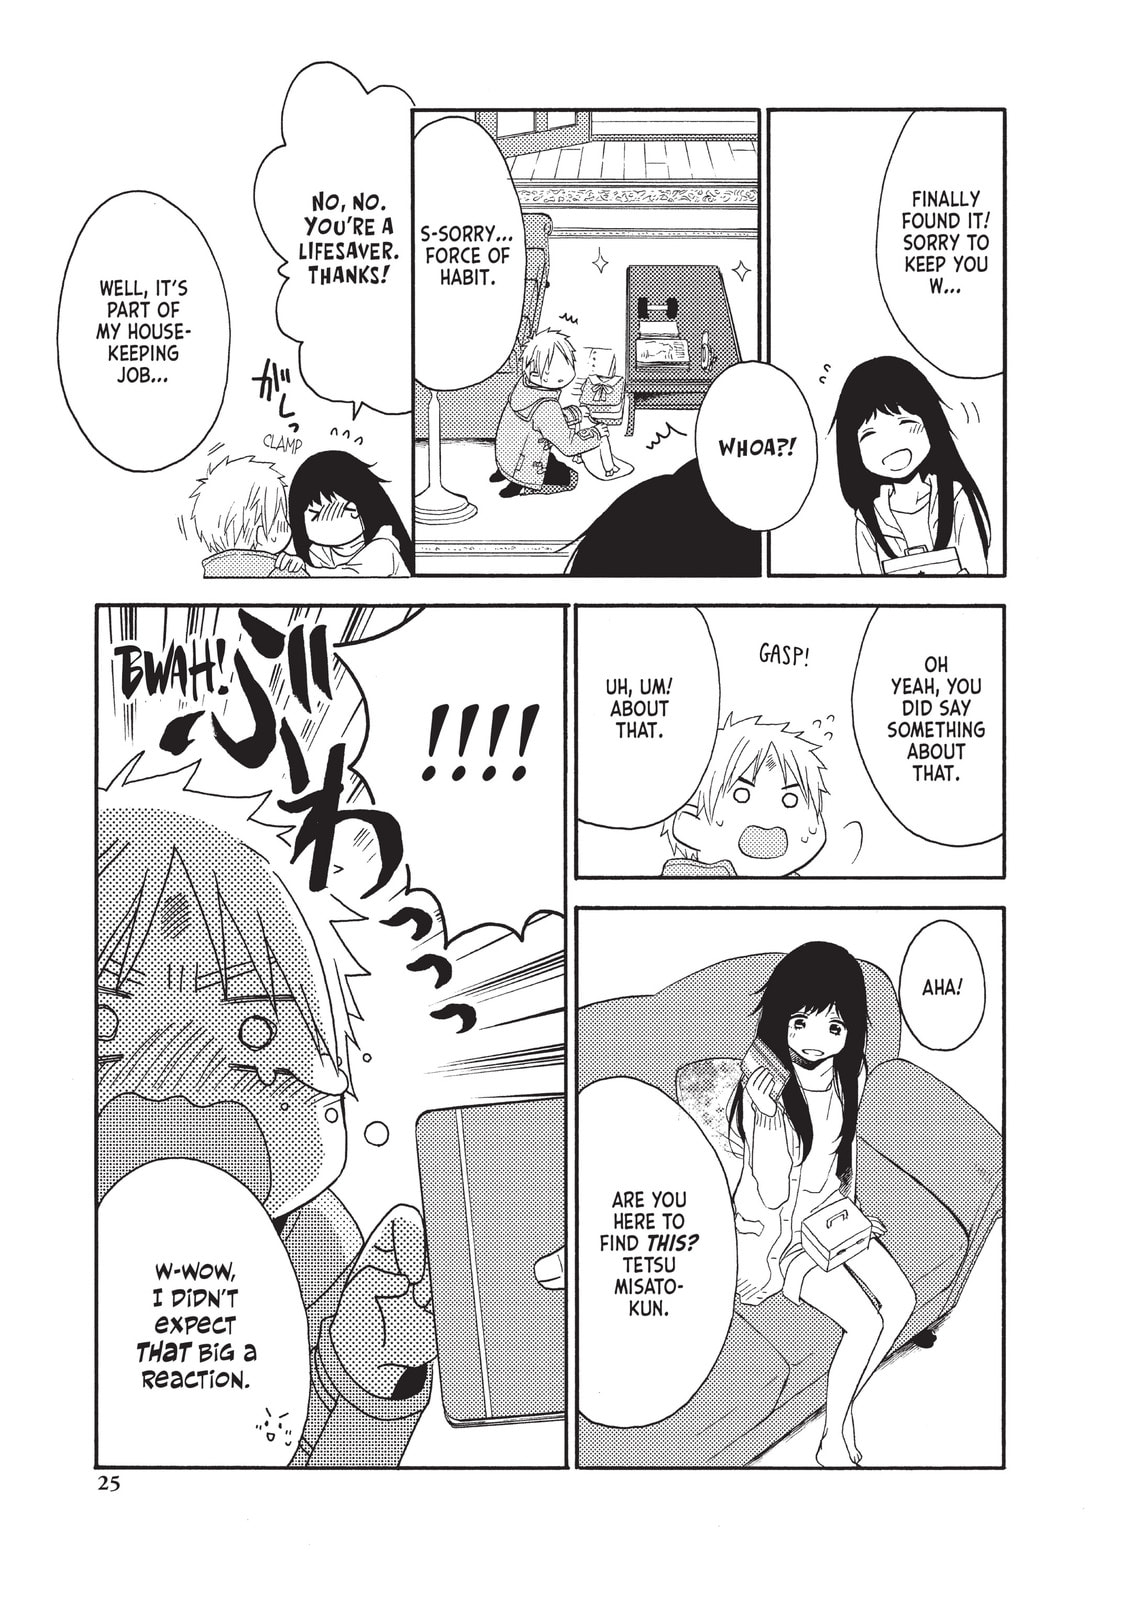 FINALLY
FOUND IT!
SORRY TO
KEEP YOU
W...
WHOA?!
S-SORRY...
FORCE OF
HABIT.
NO, NO.
YOU'RE A
LIFESAVER.
THANKS!
がしっ
CLAMP
WELL, IT'S
PART OF
MY HOUSE-
KEEPING
JOB...
OH
YEAH, YOU
DID SAY
SOMETHING
ABOUT
THAT.
GASP!
UH, UM!
ABOUT
THAT.
AHA!
ARE YOU
HERE TO
FIND THIS?
TETSU
MISATO-
KUN.
!!!!
BWAH!
ぶわわっっっ
W-WOW,
I DIDN'T
EXPECT
THAT BIG A
REACTION.
25